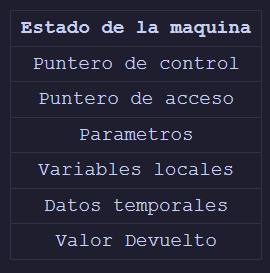 Estado de la maquina
Puntero de control
Puntero de acceso
Parametros
Variables locales
Datos temporales
Valor Devuelto